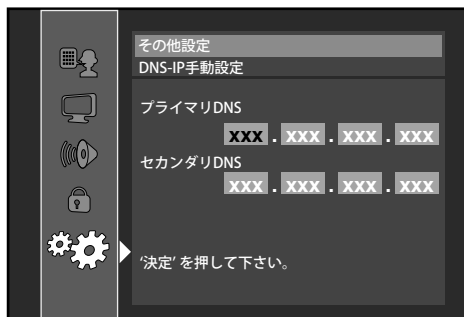 その他設定
DNS-IP手動設定
プライマリDNS
xxx . xxx . xxx . xxx
セカンダリDNS
xxx . xxx . xxx . xxx
'決定' を押して下さい。